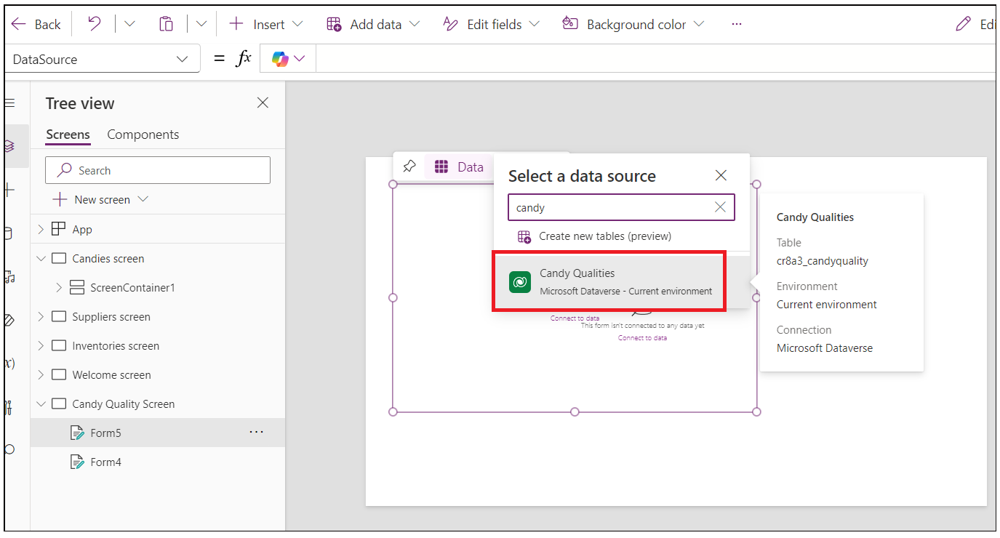 Back
Insert
Add data
Edit fields
Background color
...
DataSource
= fx
Tree view
Screens
Components
Search
New screen
App
Candies screen
ScreenContainer1
Suppliers screen
Inventories screen
Welcome screen
Candy Quality Screen
Form5
...
Form4
Data
Select a data source
candy
Create new tables (preview)
Candy Qualities
Microsoft Dataverse - Current environment
Connect to data
This form isn't connected to any data yet
Connect to data
Candy Qualities
Table
cr8a3_candyquality
Environment
Current environment
Connection
Microsoft Dataverse